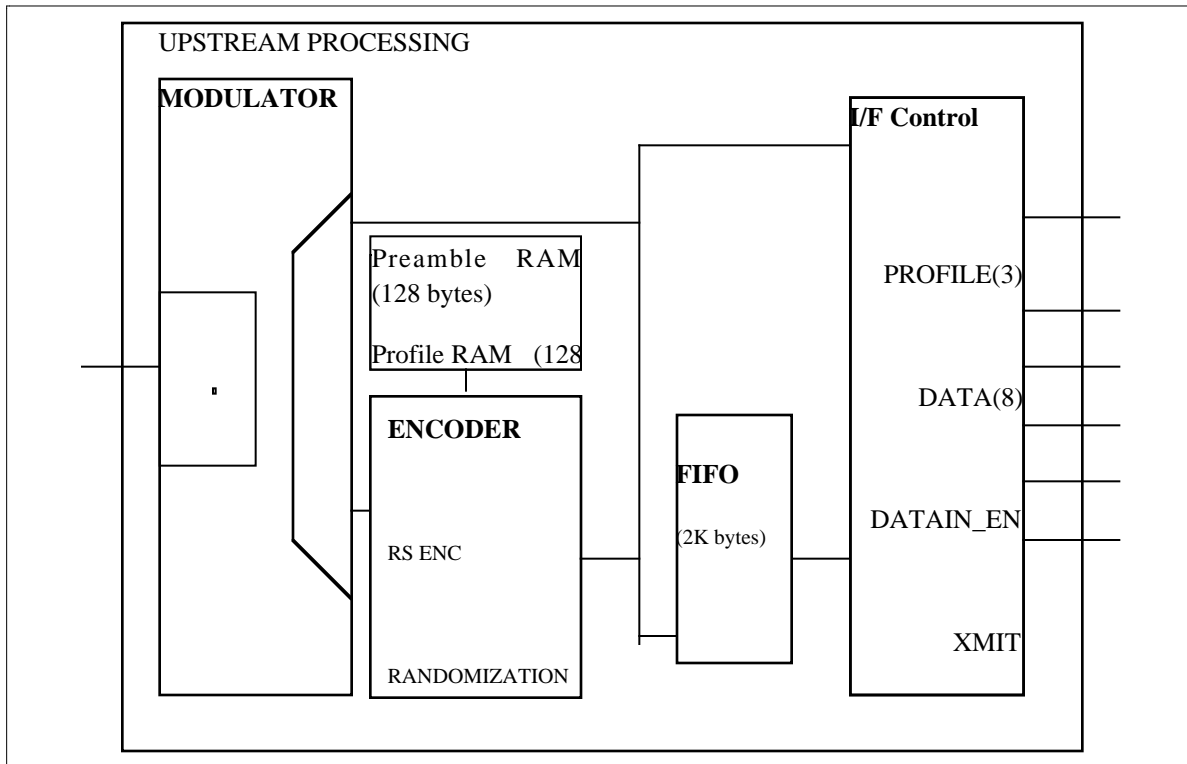 UPSTREAM PROCESSING
MODULATOR
I/F Control
Preamble RAM
(128 bytes)
PROFILE(3)
Profile RAM (128
DATA(8)
ENCODER
FIFO
DATAIN_EN
(2K bytes)
RS ENC
XMIT
RANDOMIZATION